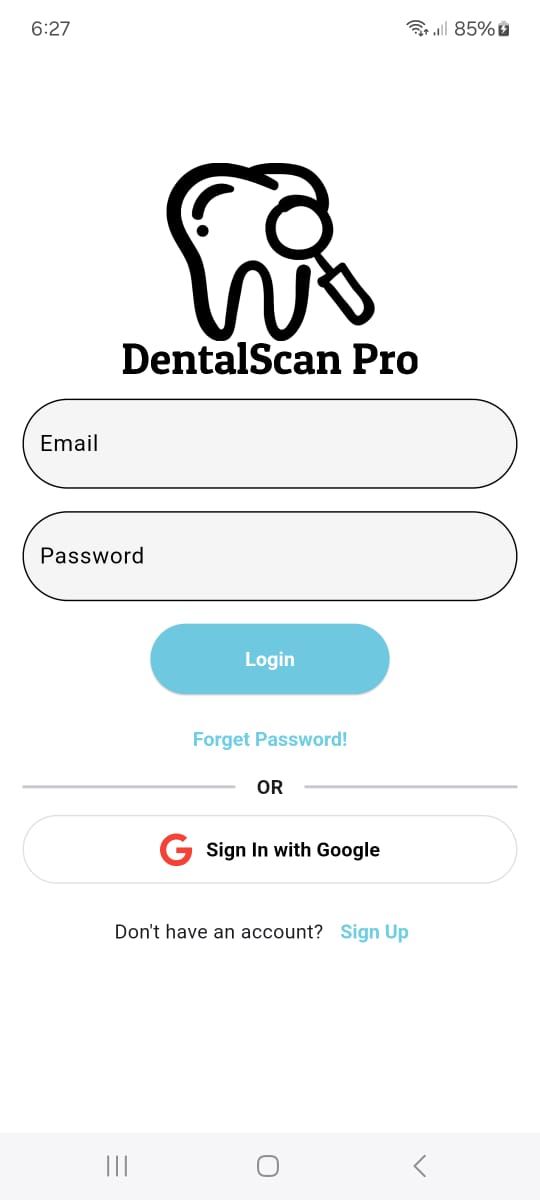 6:27
85%
DentalScan Pro
Email
Password
Login
Forget Password!
OR
Sign In with Google
Don't have an account? Sign Up